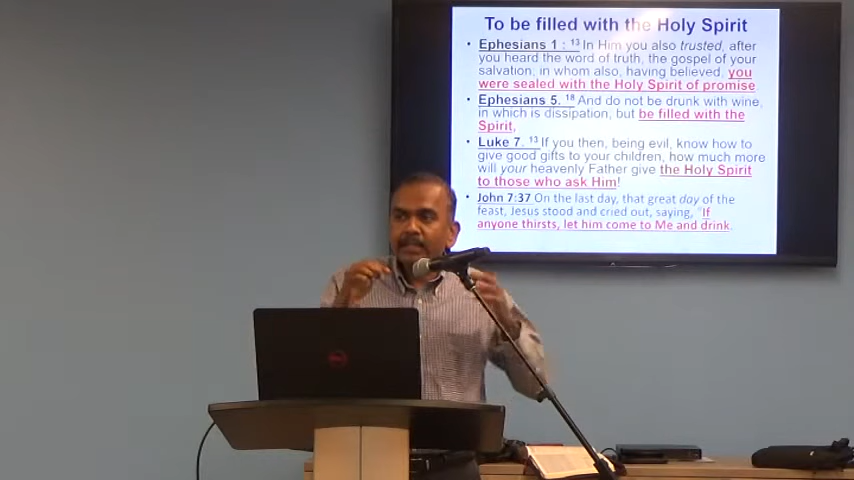 To be filled with the Holy Spirit
• Ephesians 1 : 13 In Him you also trusted, after
you heard the word of truth, the gospel of your
salvation; in whom also, having believed, you
were sealed with the Holy Spirit of promise
• Ephesians 5. 18 And do not be drunk with wine,
in which is dissipation; but be filled with the
Spirit,
• Luke 7. 13 If you then, being evil, know how to
give good gifts to your children, how much more
will your heavenly Father give the Holy Spirit
to those who ask Him!
• John 7:37 On the last day, that great day of the
feast, Jesus stood and cried out, saying, "If
anyone thirsts, let him come to Me and drink.
DELL